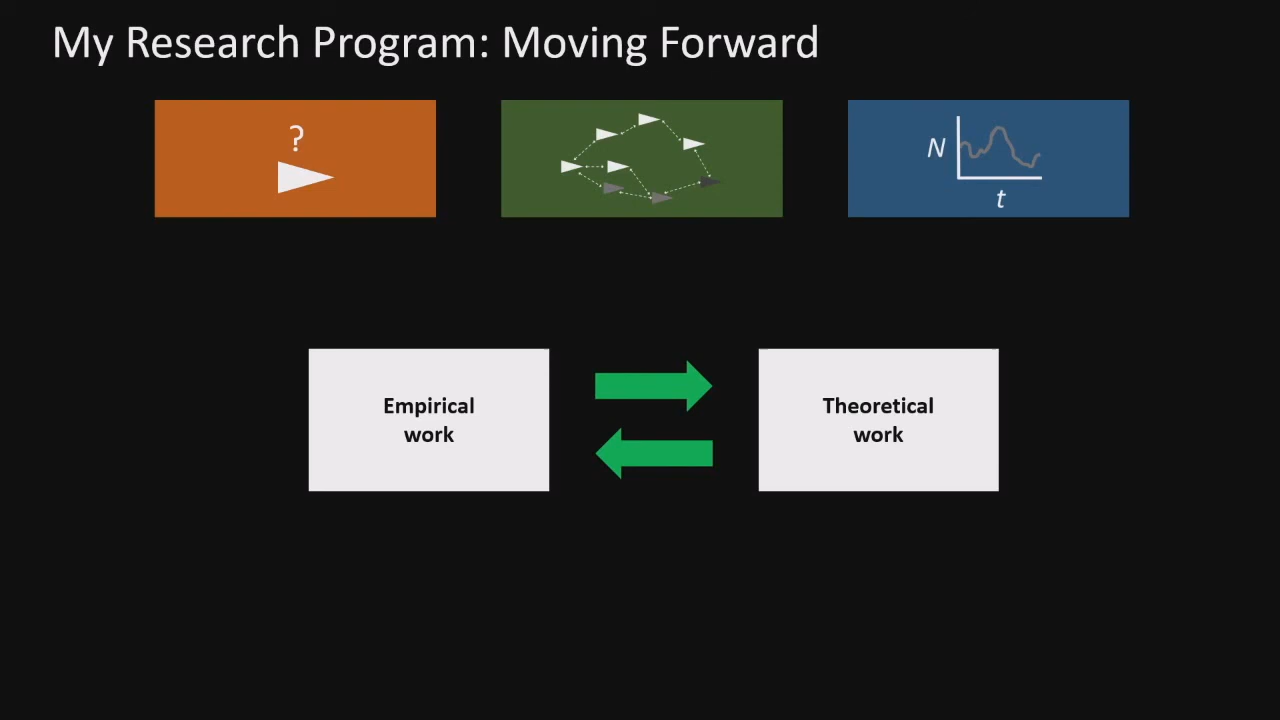 My Research Program: Moving Forward
?
N
t
Empirical
work
Theoretical
work